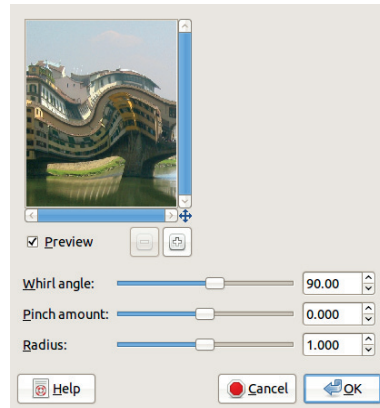 Preview
Whirl angle: 90.00
Pinch amount: 0.000
Radius: 1.000
Help Cancel OK